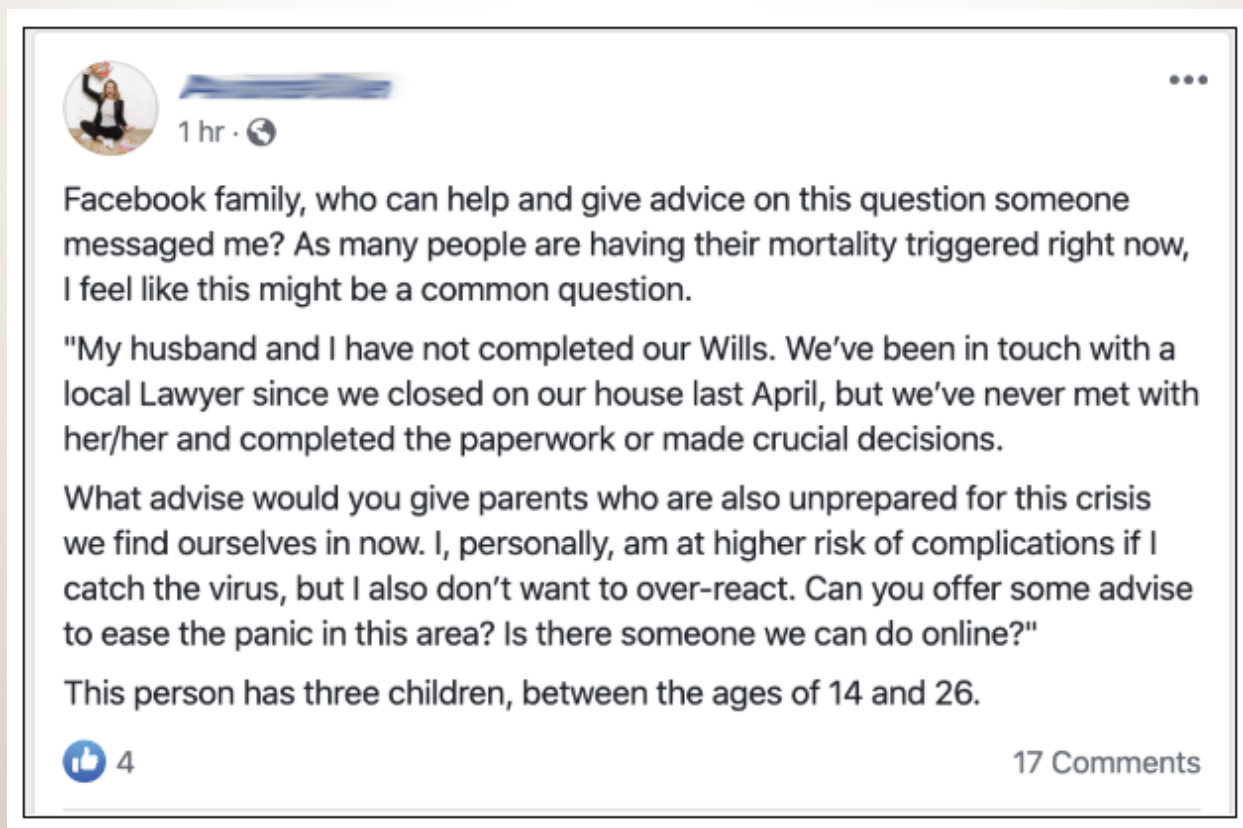 1 hr ·
Facebook family, who can help and give advice on this question someone
messaged me? As many people are having their mortality triggered right now,
I feel like this might be a common question.
"My husband and I have not completed our Wills. We’ve been in touch with a
local Lawyer since we closed on our house last April, but we’ve never met with
her/her and completed the paperwork or made crucial decisions.
What advise would you give parents who are also unprepared for this crisis
we find ourselves in now. I, personally, am at higher risk of complications if I
catch the virus, but I also don’t want to over-react. Can you offer some advise
to ease the panic in this area? Is there someone we can do online?"
This person has three children, between the ages of 14 and 26.
4 17 Comments